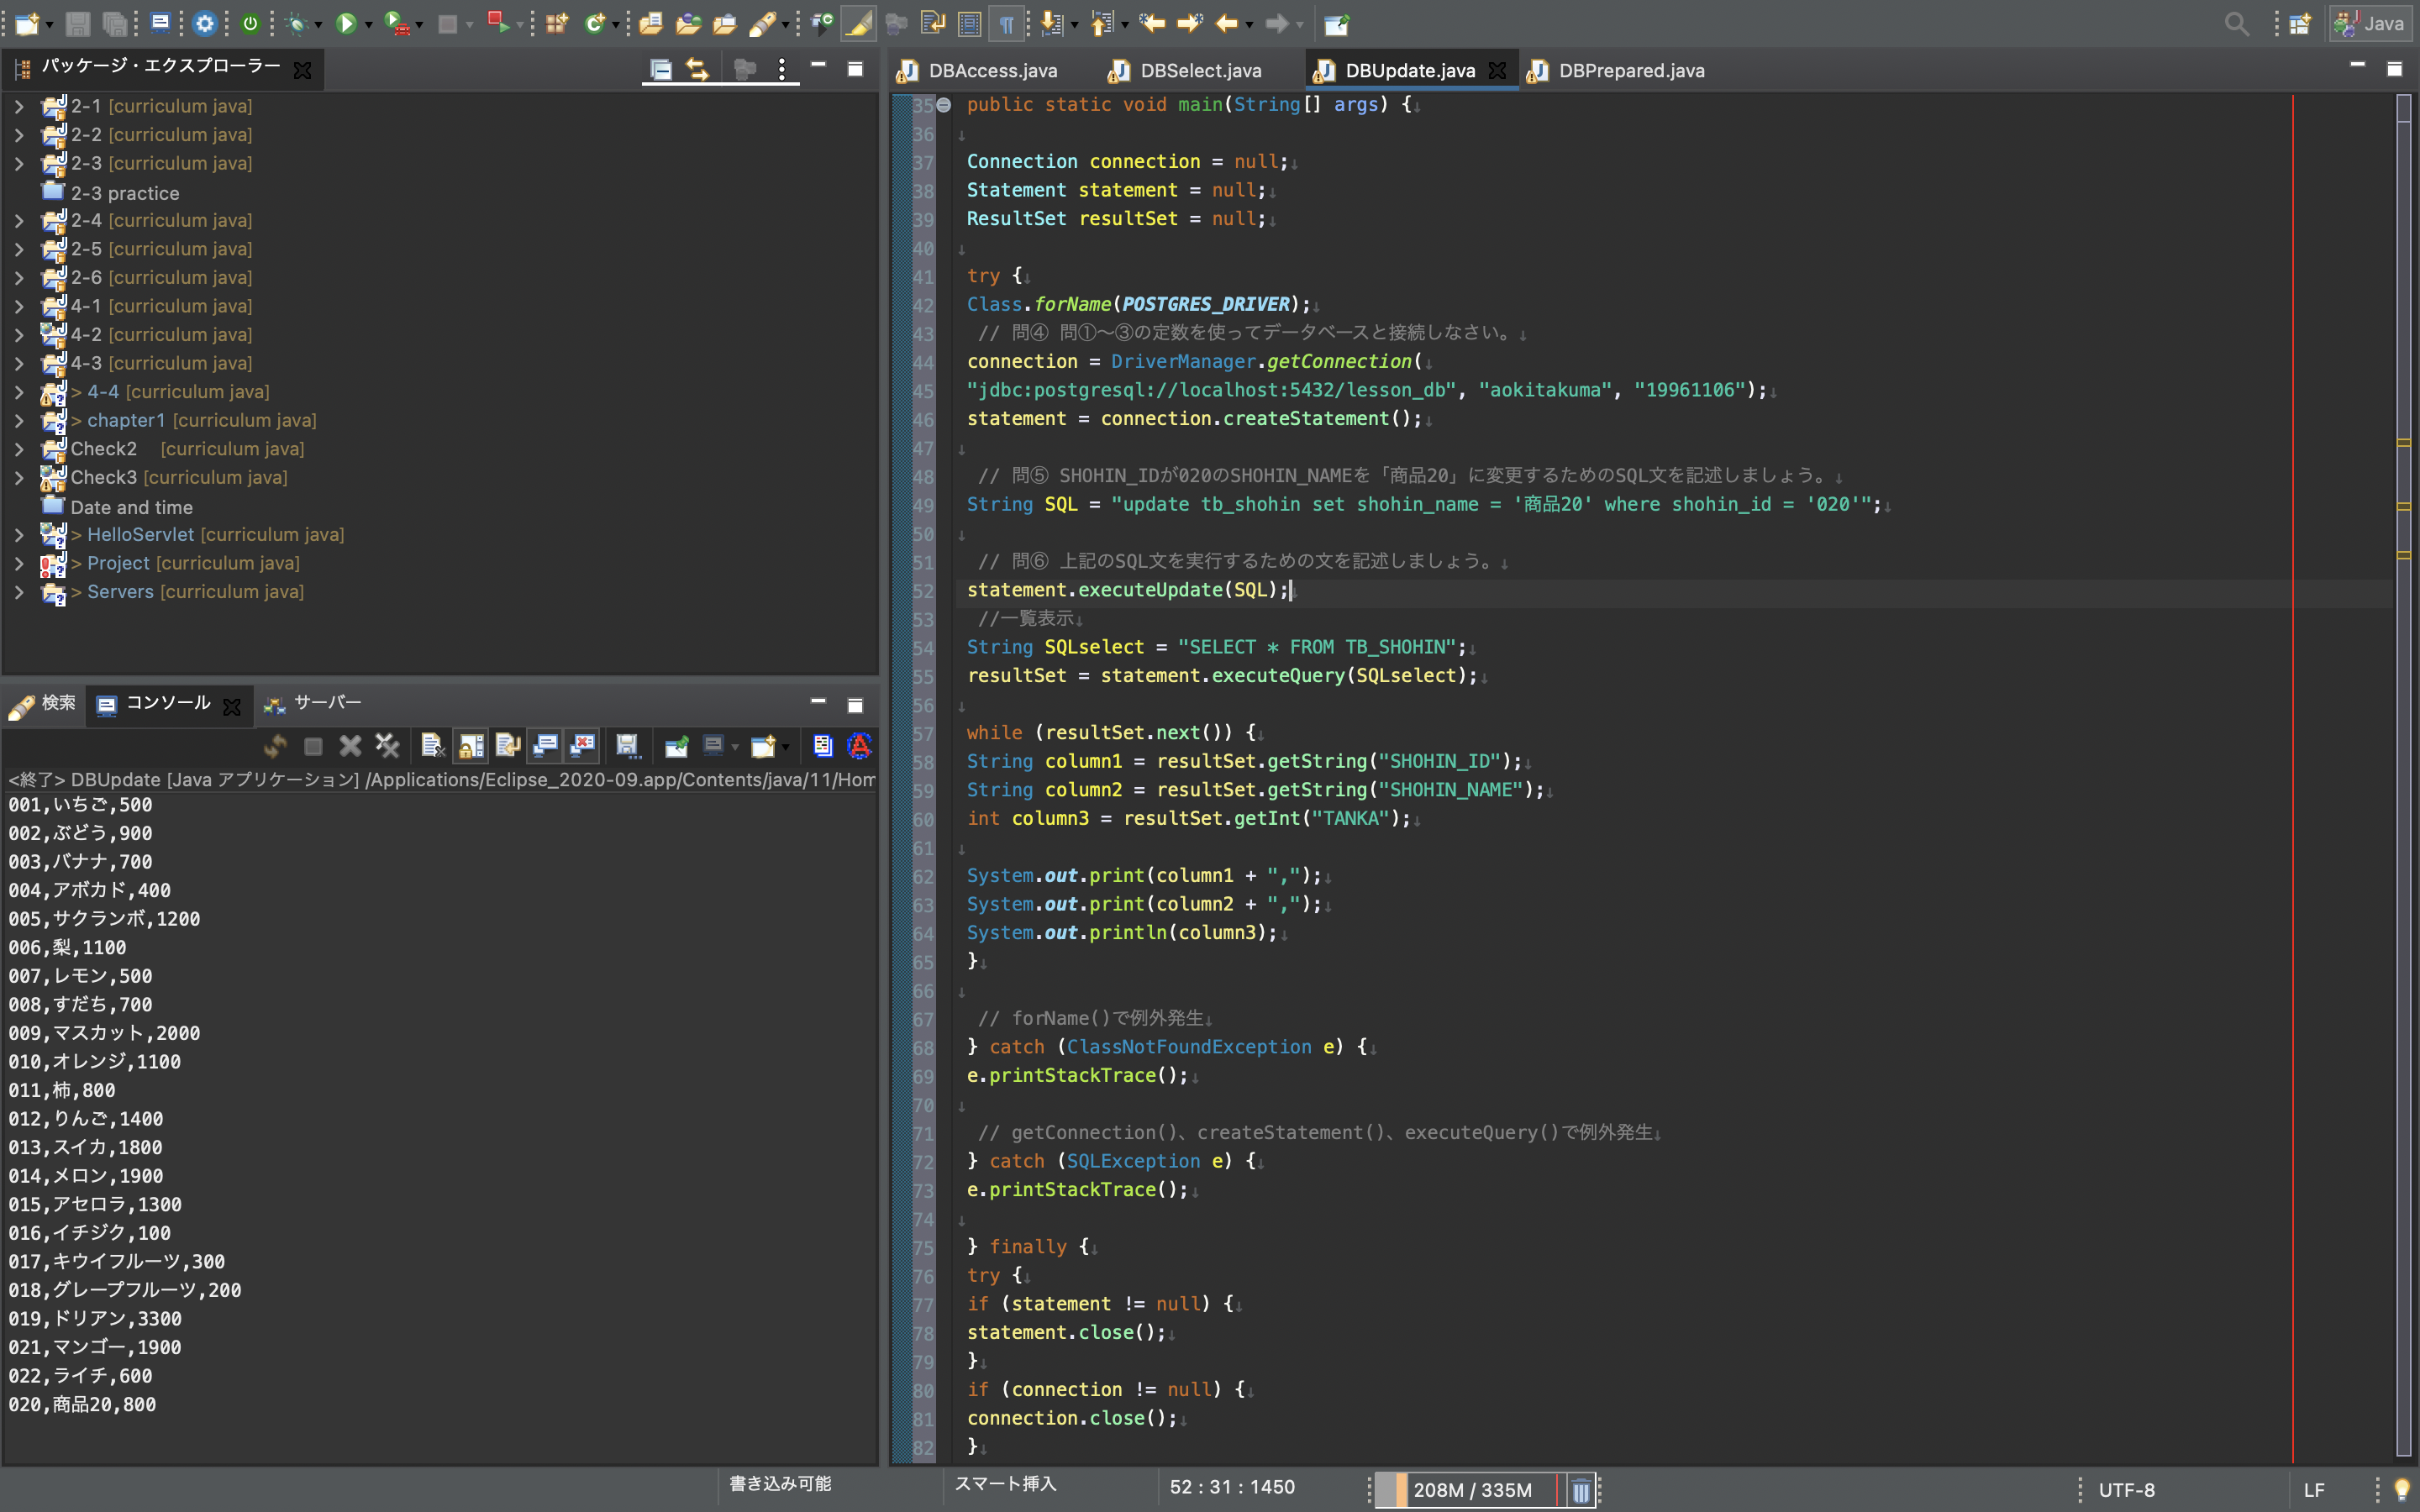 Java
パッケージ・エクスプローラー
2-1 [curriculum java]
2-2 [curriculum java]
2-3 [curriculum java]
2-3 practice
2-4 [curriculum java]
2-5 [curriculum java]
2-6 [curriculum java]
4-1 [curriculum java]
4-2 [curriculum java]
4-3 [curriculum java]
> 4-4 [curriculum java]
> chapter1 [curriculum java]
Check2 [curriculum java]
Check3 [curriculum java]
Date and time
> HelloServlet [curriculum java]
> Project [curriculum java]
> Servers [curriculum java]
検索 コンソール サーバー
<終了> DBUpdate [Java アプリケーション] /Applications/Eclipse_2020-09.app/Contents/java/11/Hom
001,いちご,500
002,ぶどう,900
003,バナナ,700
004,アボカド,400
005,サクランボ,1200
006,梨,1100
007,レモン,500
008,すだち,700
009,マスカット,2000
010,オレンジ,1100
011,柿,800
012,りんご,1400
013,スイカ,1800
014,メロン,1900
015,アセロラ,1300
016,イチジク,100
017,キウイフルーツ,300
018,グレープフルーツ,200
019,ドリアン,3300
021,マンゴー,1900
022,ライチ,600
020,商品20,800
DBAccess.java DBSelect.java DBUpdate.java DBPrepared.java
35 public static void main(String[] args) {↓
36 ↓
37 Connection connection = null;↓
38 Statement statement = null;↓
39 ResultSet resultSet = null;↓
40 ↓
41 try {↓
42 Class.forName(POSTGRES_DRIVER);↓
43 // 問④ 問①〜③の定数を使ってデータベースと接続しなさい。↓
44 connection = DriverManager.getConnection(↓
45 "jdbc:postgresql://localhost:5432/lesson_db", "aokitakuma", "19961106");↓
46 statement = connection.createStatement();↓
47 ↓
48 // 問⑤ SHOHIN_IDが020のSHOHIN_NAMEを「商品20」に変更するためのSQL文を記述しましょう。↓
49 String SQL = "update tb_shohin set shohin_name = '商品20' where shohin_id = '020'";↓
50 ↓
51 // 問⑥ 上記のSQL文を実行するための文を記述しましょう。↓
52 statement.executeUpdate(SQL);↓
53 //一覧表示↓
54 String SQLselect = "SELECT * FROM TB_SHOHIN";↓
55 resultSet = statement.executeQuery(SQLselect);↓
56 ↓
57 while (resultSet.next()) {↓
58 String column1 = resultSet.getString("SHOHIN_ID");↓
59 String column2 = resultSet.getString("SHOHIN_NAME");↓
60 int column3 = resultSet.getInt("TANKA");↓
61 ↓
62 System.out.print(column1 + ",");↓
63 System.out.print(column2 + ",");↓
64 System.out.println(column3);↓
65 }↓
66 ↓
67 // forName()で例外発生↓
68 } catch (ClassNotFoundException e) {↓
69 e.printStackTrace();↓
70 ↓
71 // getConnection()、createStatement()、executeQuery()で例外発生↓
72 } catch (SQLException e) {↓
73 e.printStackTrace();↓
74 ↓
75 } finally {↓
76 try {↓
77 if (statement != null) {↓
78 statement.close();↓
79 }↓
80 if (connection != null) {↓
81 connection.close();↓
82 }↓
書き込み可能 スマート挿入 52 : 31 : 1450 208M / 335M UTF-8 LF